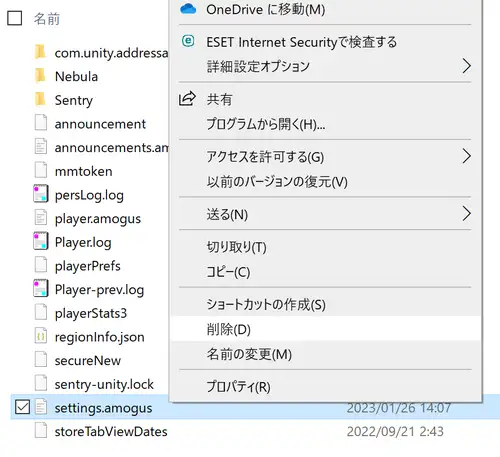 名前
com.unity.addressa
Nebula
Sentry
announcement
announcements.am
mmtoken
persLog.log
player.amogus
Player.log
playerPrefs
Player-prev.log
playerStats3
regionInfo.json
secureNew
sentry-unity.lock
settings.amogus 2023/01/26 14:07
storeTabViewDates 2022/09/21 2:43
OneDrive に移動(M)
ESET Internet Securityで検査する
詳細設定オプション
共有
プログラムから開く(H)...
アクセスを許可する(G)
以前のバージョンの復元(V)
送る(N)
切り取り(T)
コピー(C)
ショートカットの作成(S)
削除(D)
名前の変更(M)
プロパティ(R)